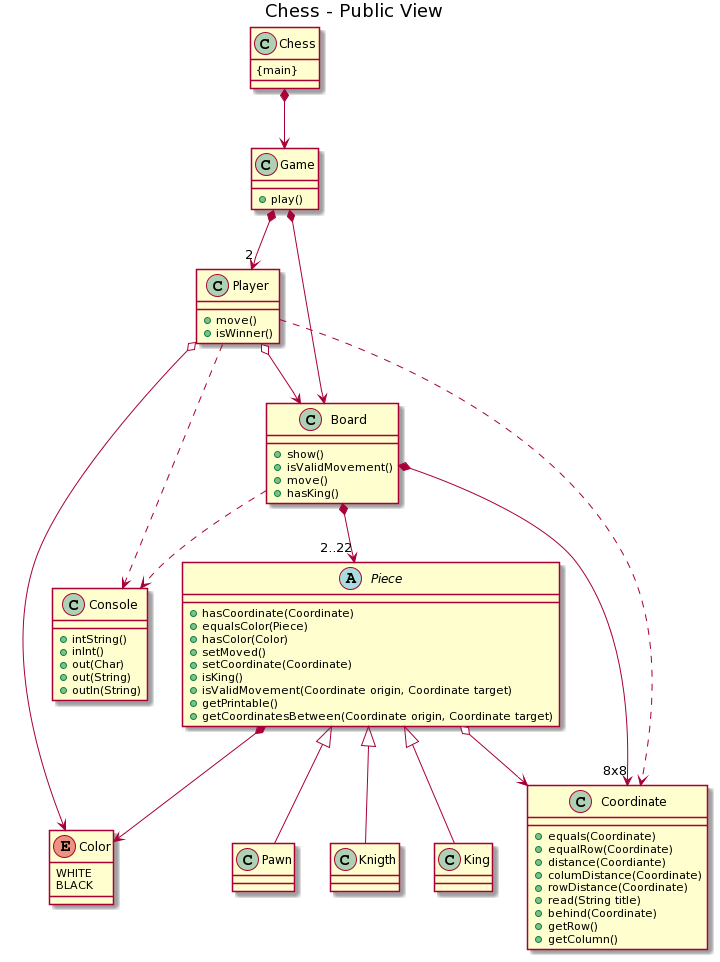 Chess - Public View
C Chess
{main}
C Game
play()
2
C Player
move()
isWinner()
C Board
show()
isValidMovement()
move()
hasKing()
2..22
A Piece
hasCoordinate(Coordinate)
equalsColor(Piece)
hasColor(Color)
setMoved()
setCoordinate(Coordinate)
isKing()
isValidMovement(Coordinate origin, Coordinate target)
getPrintable()
getCoordinatesBetween(Coordinate origin, Coordinate target)
C Console
intString()
inInt()
out(Char)
out(String)
outln(String)
8x8
C Coordinate
equals(Coordinate)
equalRow(Coordinate)
distance(Coordiante)
columDistance(Coordinate)
rowDistance(Coordinate)
read(String title)
behind(Coordinate)
getRow()
getColumn()
E Color
WHITE
BLACK
C Pawn
C Knigth
C King